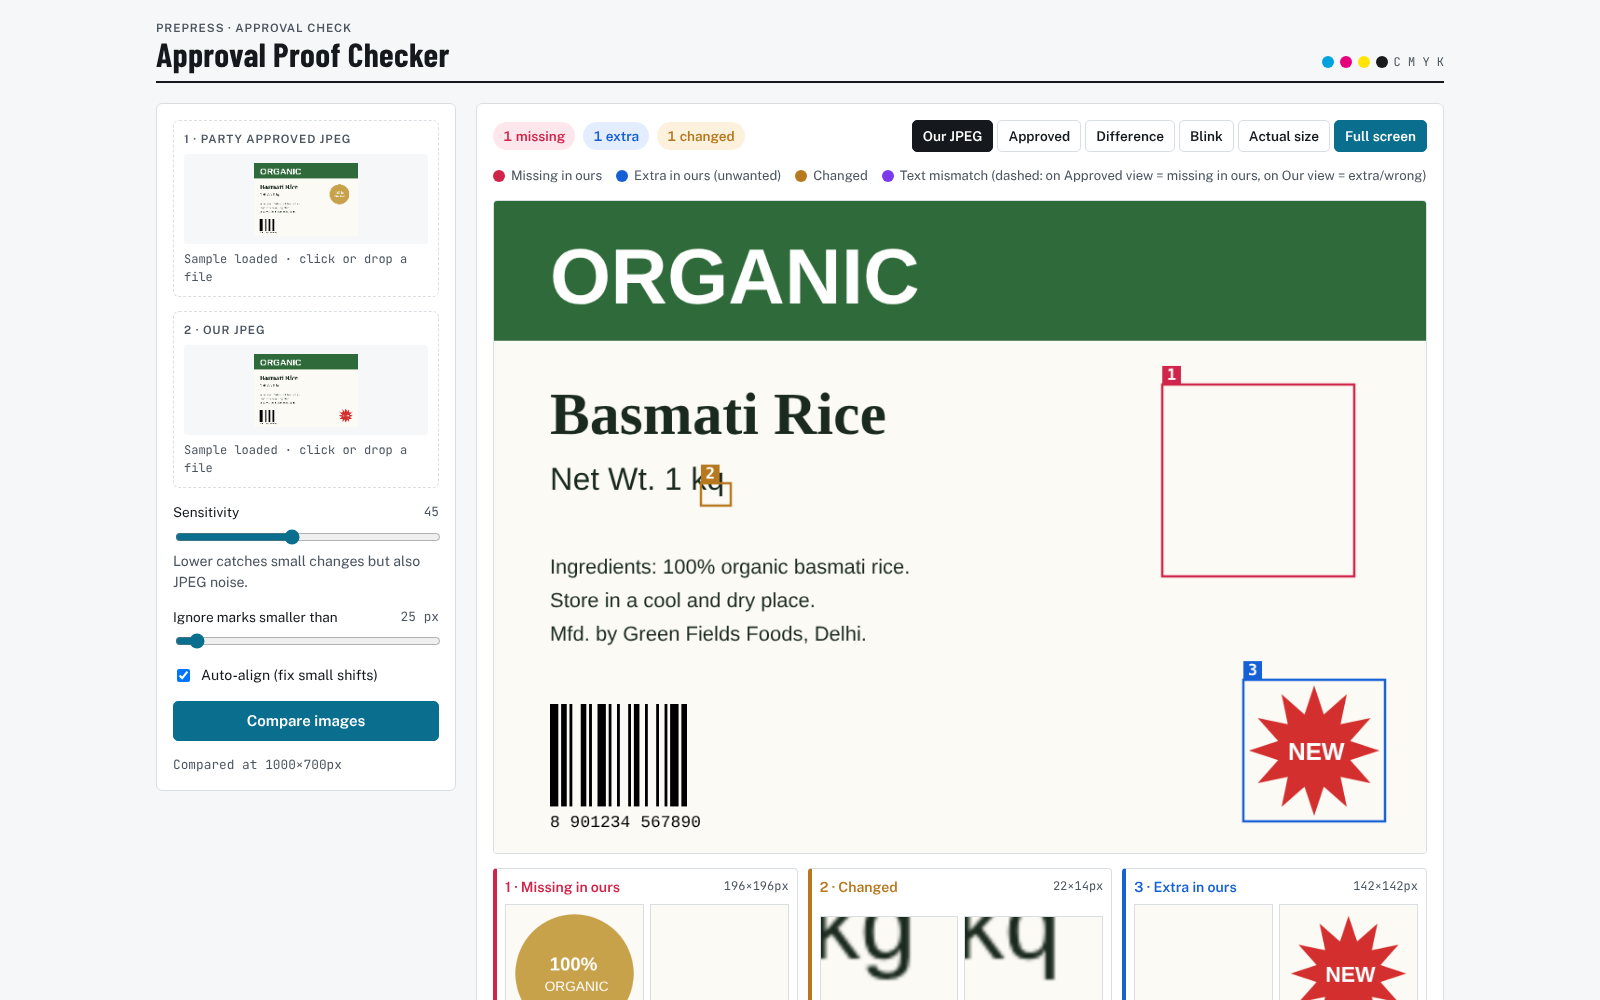 PREPRESS · APPROVAL CHECK
Approval Proof Checker
C M Y K
1 · PARTY APPROVED JPEG
ORGANIC
Basmati Rice
Sample loaded · click or drop a
file
2 · OUR JPEG
ORGANIC
Basmati Rice
Sample loaded · click or drop a
file
Sensitivity 45
Lower catches small changes but also
JPEG noise.
Ignore marks smaller than 25 px
Auto-align (fix small shifts)
Compare images
Compared at 1000×700px
1 missing 1 extra 1 changed
Our JPEG Approved Difference Blink Actual size Full screen
Missing in ours Extra in ours (unwanted) Changed Text mismatch (dashed: on Approved view = missing in ours, on Our view = extra/wrong)
ORGANIC
1
Basmati Rice
2
Net Wt. 1 kq
Ingredients: 100% organic basmati rice.
Store in a cool and dry place.
Mfd. by Green Fields Foods, Delhi.
3
NEW
8 901234 567890
1 · Missing in ours 196×196px
100%
ORGANIC
2 · Changed 22×14px
kg kq
3 · Extra in ours 142×142px
NEW